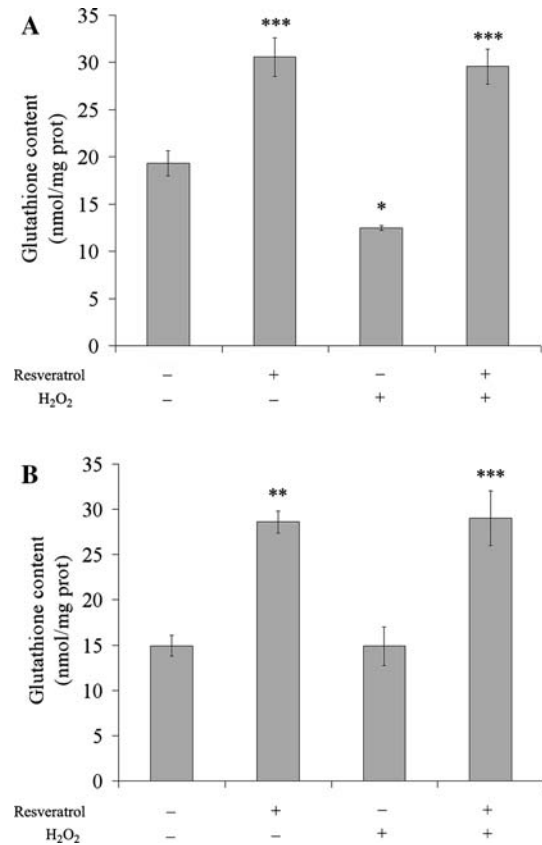 A
Glutathione content
(nmol/mg prot)
35
30
25
20
15
10
5
0
***
*
***
Resveratrol – + – +
H₂O₂ – – + +
B
Glutathione content
(nmol/mg prot)
35
30
25
20
15
10
5
0
**
***
Resveratrol – + – +
H₂O₂ – – + +